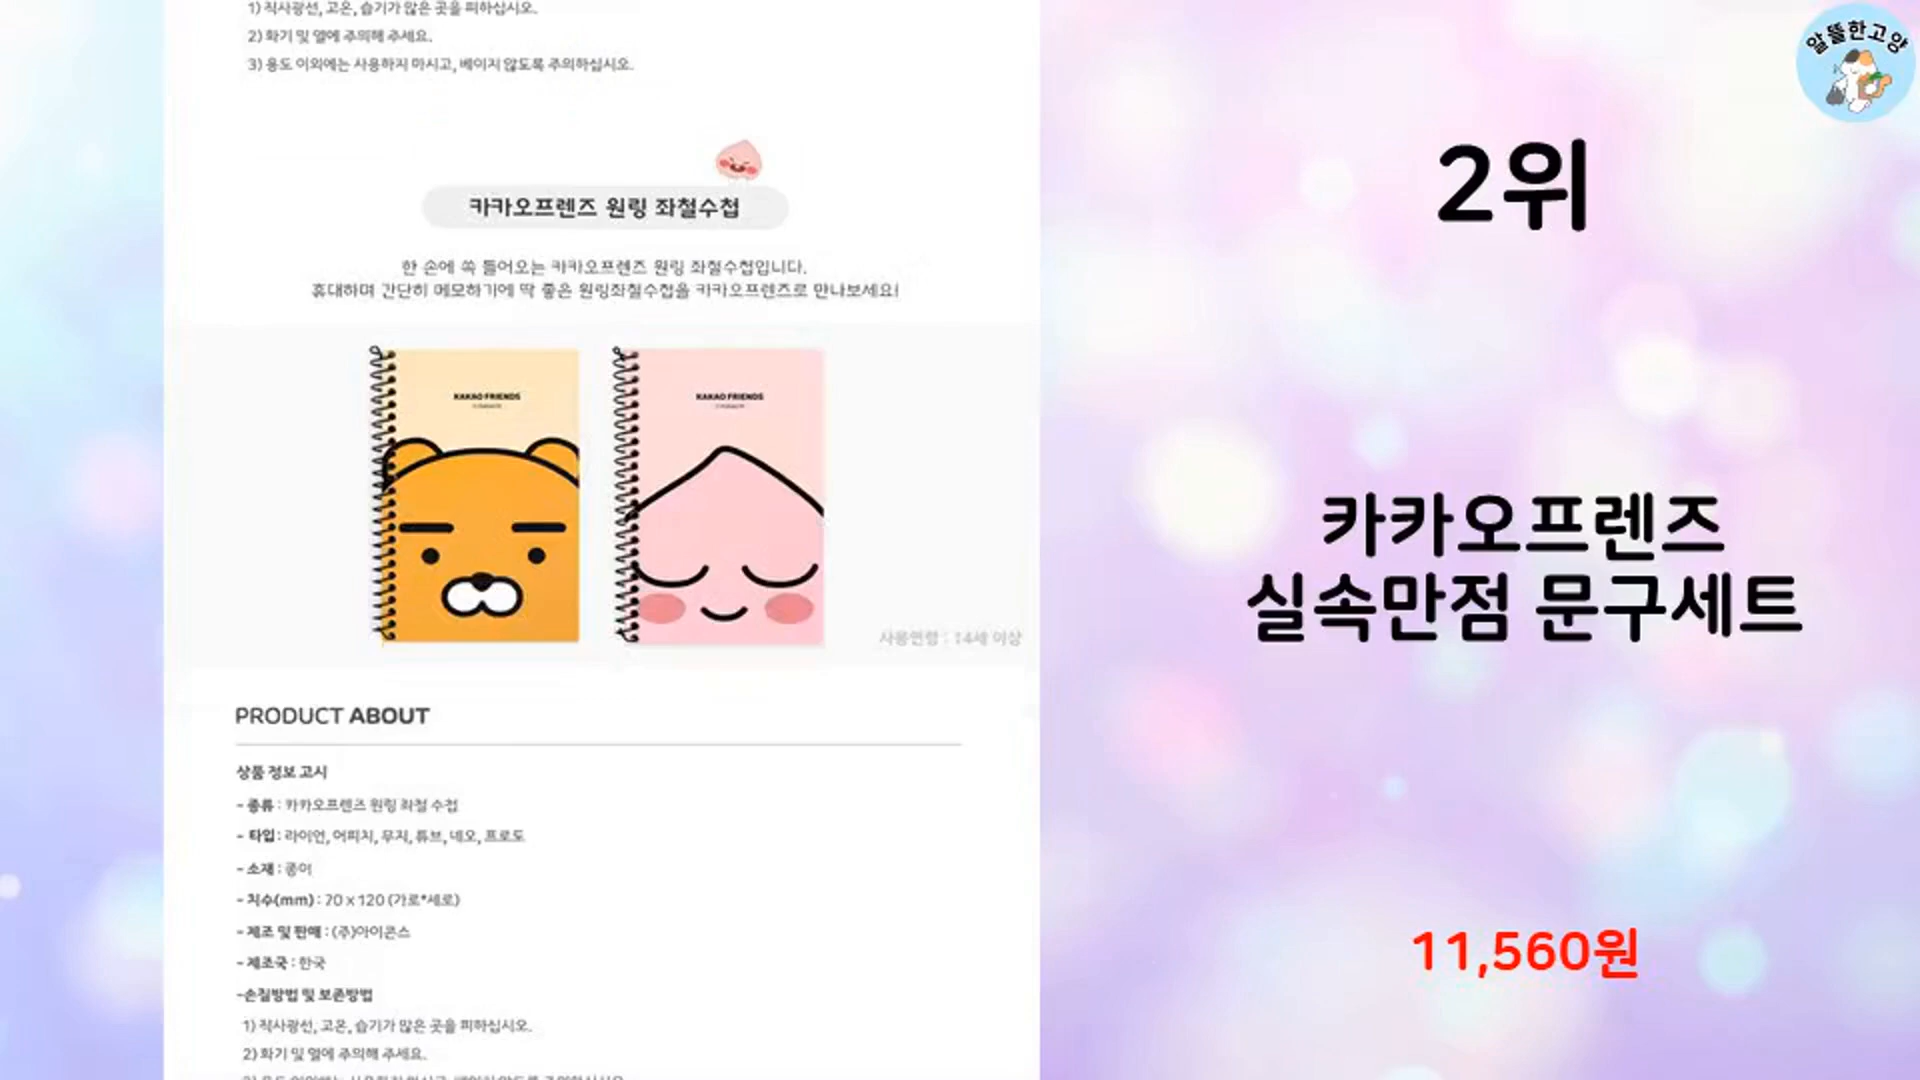 1) 직사광선, 고온, 습기가 많은 곳을 피하십시오.
2) 화기 및 열에 주의해 주세요.
3) 용도 이외에는 사용하지 마시고, 베이지 않도록 주의하십시오.
카카오프렌즈 원링 좌철수첩
한 손에 쏙 들어오는 카카오프렌즈 원링 좌철수첩입니다.
휴대하며 간단히 메모하기에 딱 좋은 원링좌철수첩을 카카오프렌즈로 만나보세요!
KAKAO FRIENDS
KAKAO FRIENDS
사용연령 : 14세 이상
PRODUCT ABOUT
상품 정보 고시
- 종류 : 카카오프렌즈 원링 좌철 수첩
- 타입 : 라이언, 어피치, 무지, 튜브, 네오, 프로도
- 소재 : 종이
- 치수(mm) : 70 x 120 (가로*세로)
- 제조 및 판매 : (주)아이콘스
- 제조국 : 한국
-손질방법 및 보존방법
1) 직사광선, 고온, 습기가 많은 곳을 피하십시오.
2) 화기 및 열에 주의해 주세요.
알뜰한고양
2위
카카오프렌즈
실속만점 문구세트
11,560원